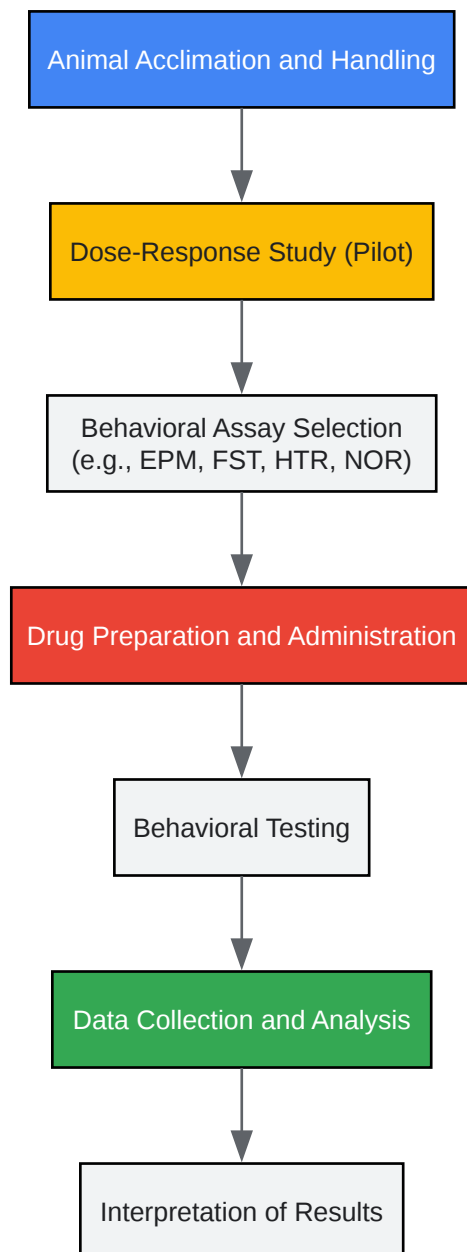 Animal Acclimation and Handling
Dose-Response Study (Pilot)
Behavioral Assay Selection
(e.g., EPM, FST, HTR, NOR)
Drug Preparation and Administration
Behavioral Testing
Data Collection and Analysis
Interpretation of Results